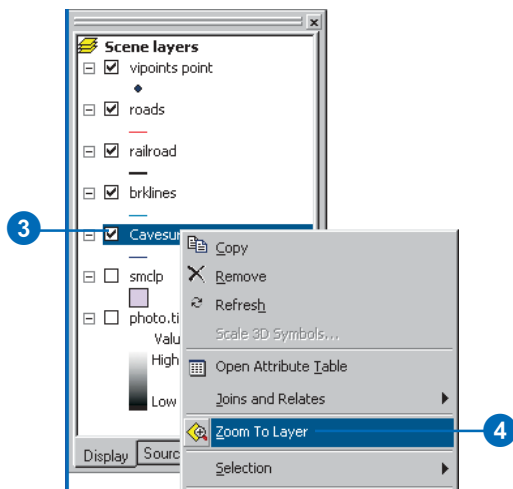 Scene layers
vipoints point
roads
railroad
brklines
3
Cavesur
Copy
Remove
smclp
Refresh
Scale 3D Symbols...
photo.ti
Valu
High
Open Attribute Table
Low
Joins and Relates
Zoom To Layer
4
Display
Sourc
Selection